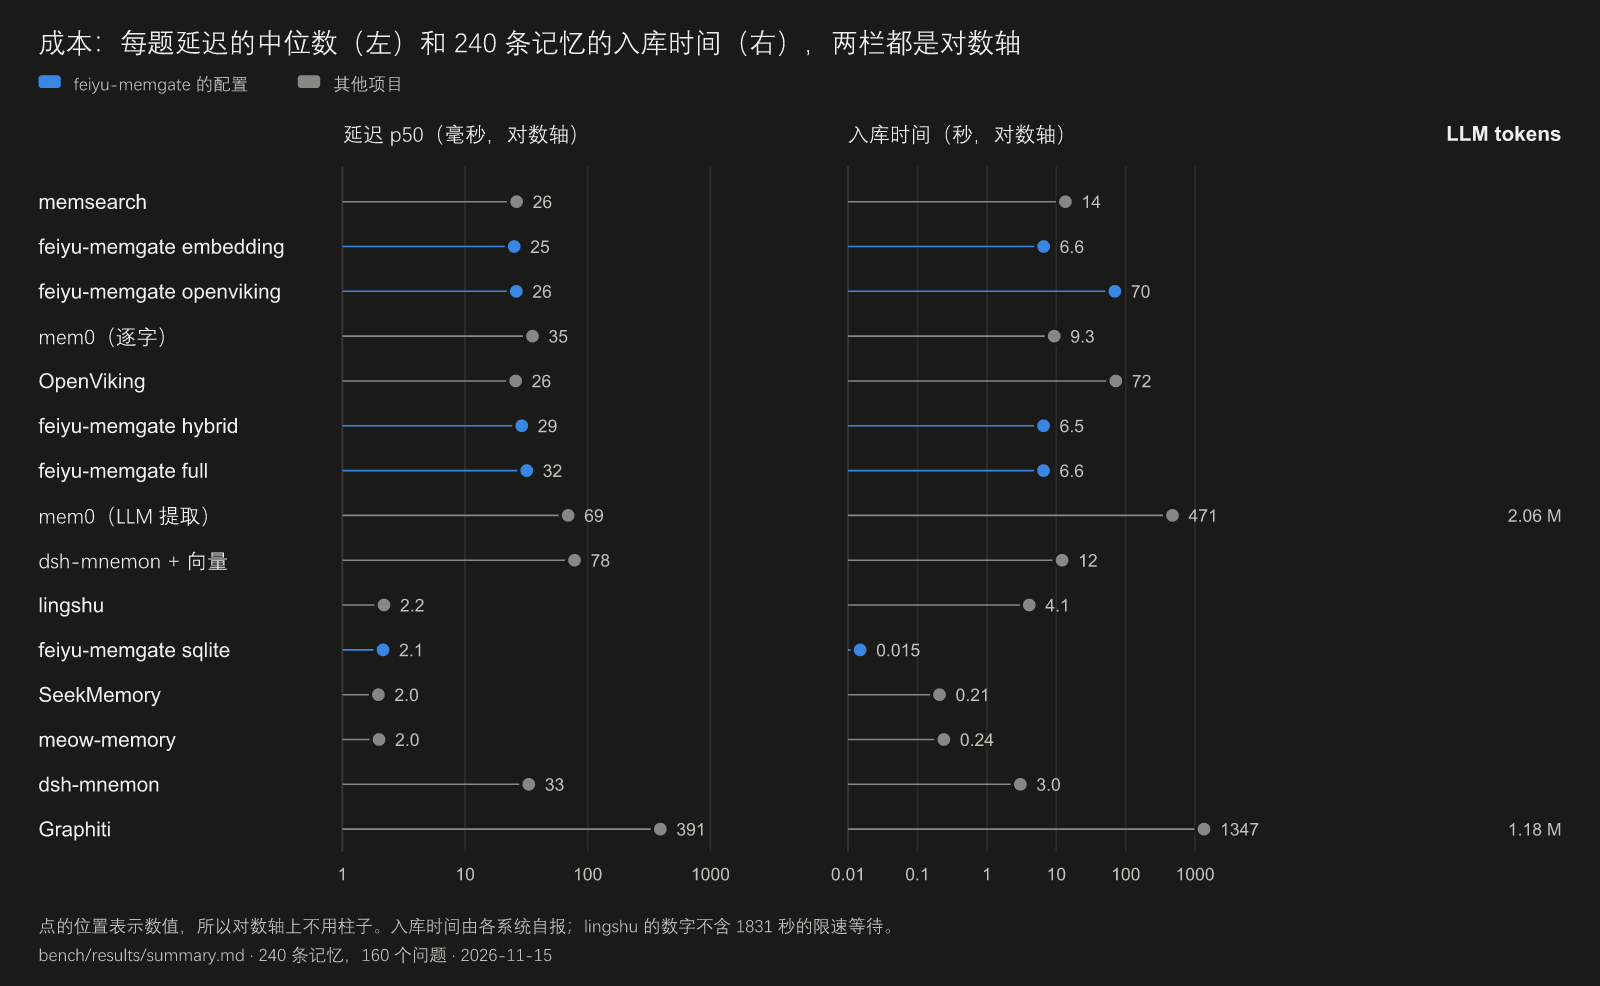 成本：每题延迟的中位数（左）和 240 条记忆的入库时间（右），两栏都是对数轴
feiyu-memgate 的配置 其他项目
延迟 p50（毫秒，对数轴） 入库时间（秒，对数轴） LLM tokens
memsearch 26 14
feiyu-memgate embedding 25 6.6
feiyu-memgate openviking 26 70
mem0（逐字） 35 9.3
OpenViking 26 72
feiyu-memgate hybrid 29 6.5
feiyu-memgate full 32 6.6
mem0（LLM 提取） 69 471 2.06 M
dsh-mnemon + 向量 78 12
lingshu 2.2 4.1
feiyu-memgate sqlite 2.1 0.015
SeekMemory 2.0 0.21
meow-memory 2.0 0.24
dsh-mnemon 33 3.0
Graphiti 391 1347 1.18 M
1 10 100 1000 0.01 0.1 1 10 100 1000
点的位置表示数值，所以对数轴上不用柱子。入库时间由各系统自报；lingshu 的数字不含 1831 秒的限速等待。
bench/results/summary.md · 240 条记忆，160 个问题 · 2026-11-15